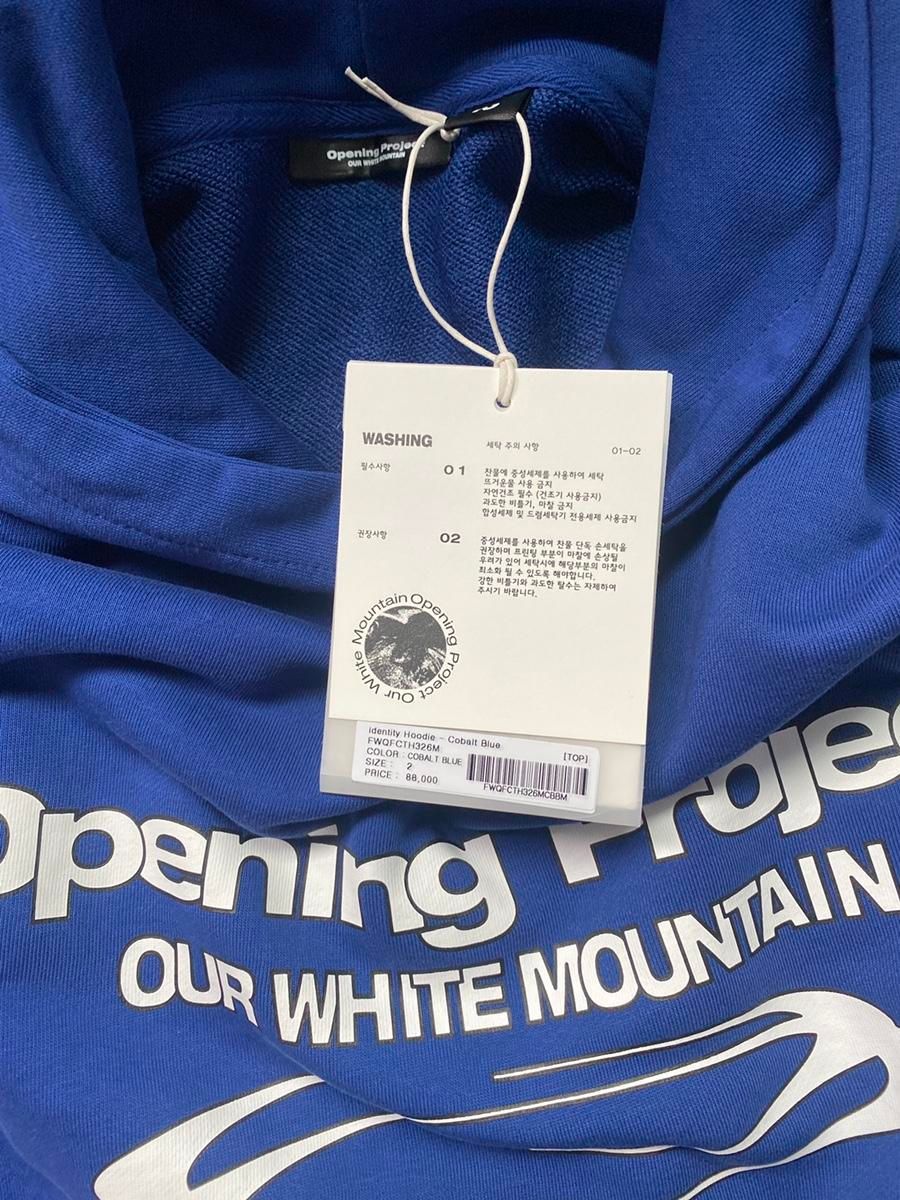 Opening Project
OUR WHITE MOUNTAIN
WASHING
세탁 주의 사항
01-02
필수사항
01
찬물에 중성세제를 사용하여 세탁
뜨거운물 사용 금지
자연건조 필수 (건조기 사용금지)
과도한 비틀기, 마찰 금지
합성세제 및 드럼세탁기 전용세제 사용금지
권장사항
02
중성세제를 사용하여 찬물 단독 손세탁을
권장하며 프린팅 부분이 마찰에 손상될
우려가 있어 세탁시에 해당부분의 마찰이
최소화 될 수 있도록 해야합니다.
강한 비틀기와 과도한 탈수는 자제하여
주시기 바랍니다.
Mountain Opening Project Our White
Identity Hoodie - Cobalt Blue
FWQFCTH326M
[TOP]
COLOR : COBALT BLUE
SIZE : 2
PRICE : 88,000
FWQFCTH326MCBBM
Opening Projec
OUR WHITE MOUNTAIN